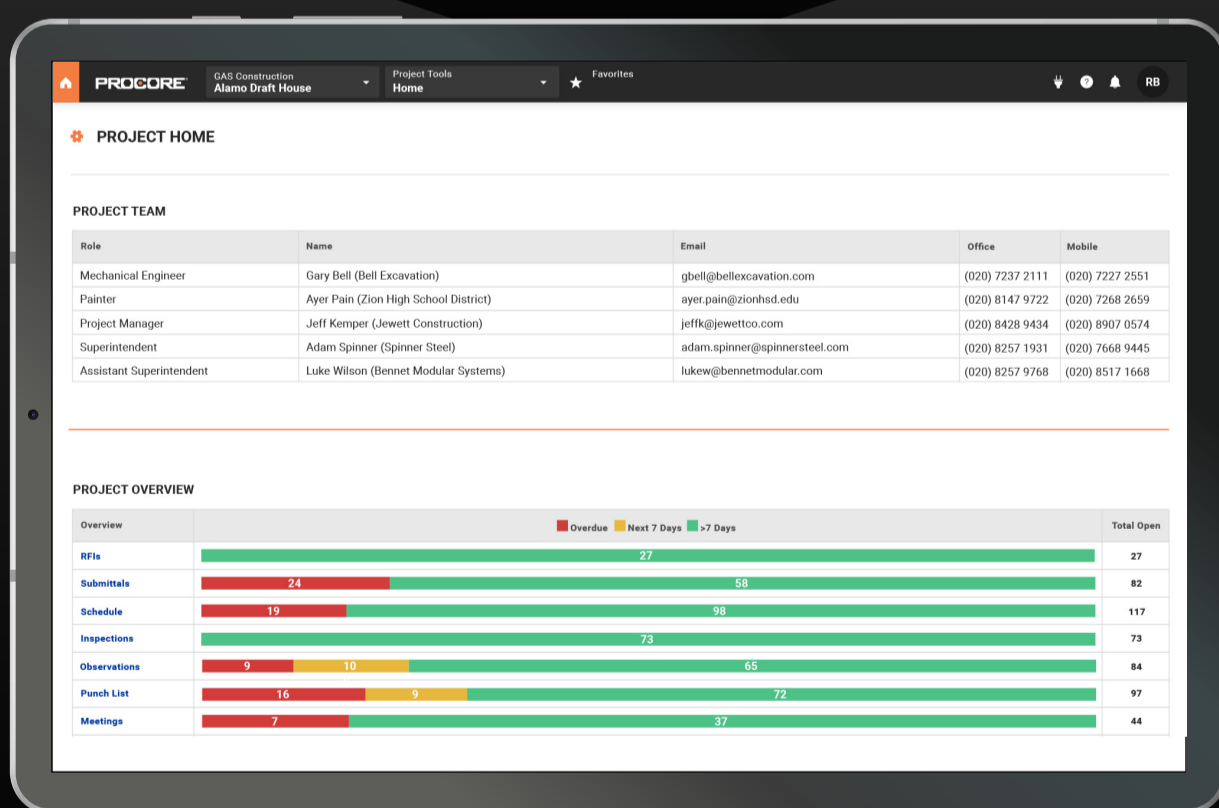 PROCORE
GAS Construction
Alamo Draft House
Project Tools
Home
Favorites
?
RB
PROJECT HOME
PROJECT TEAM
Role Name Email Office Mobile
Mechanical Engineer Gary Bell (Bell Excavation) gbell@bellexcavation.com (020) 7237 2111 (020) 7227 2551
Painter Ayer Pain (Zion High School District) ayer.pain@zionhsd.edu (020) 8147 9722 (020) 7268 2659
Project Manager Jeff Kemper (Jewett Construction) jeffk@jewettco.com (020) 8428 9434 (020) 8907 0574
Superintendent Adam Spinner (Spinner Steel) adam.spinner@spinnersteel.com (020) 8257 1931 (020) 7668 9445
Assistant Superintendent Luke Wilson (Bennet Modular Systems) lukew@bennetmodular.com (020) 8257 9768 (020) 8517 1668
PROJECT OVERVIEW
Overview Overdue Next 7 Days >7 Days Total Open
RFIs 27 27
Submittals 24 58 82
Schedule 19 98 117
Inspections 73 73
Observations 9 10 65 84
Punch List 16 9 72 97
Meetings 7 37 44